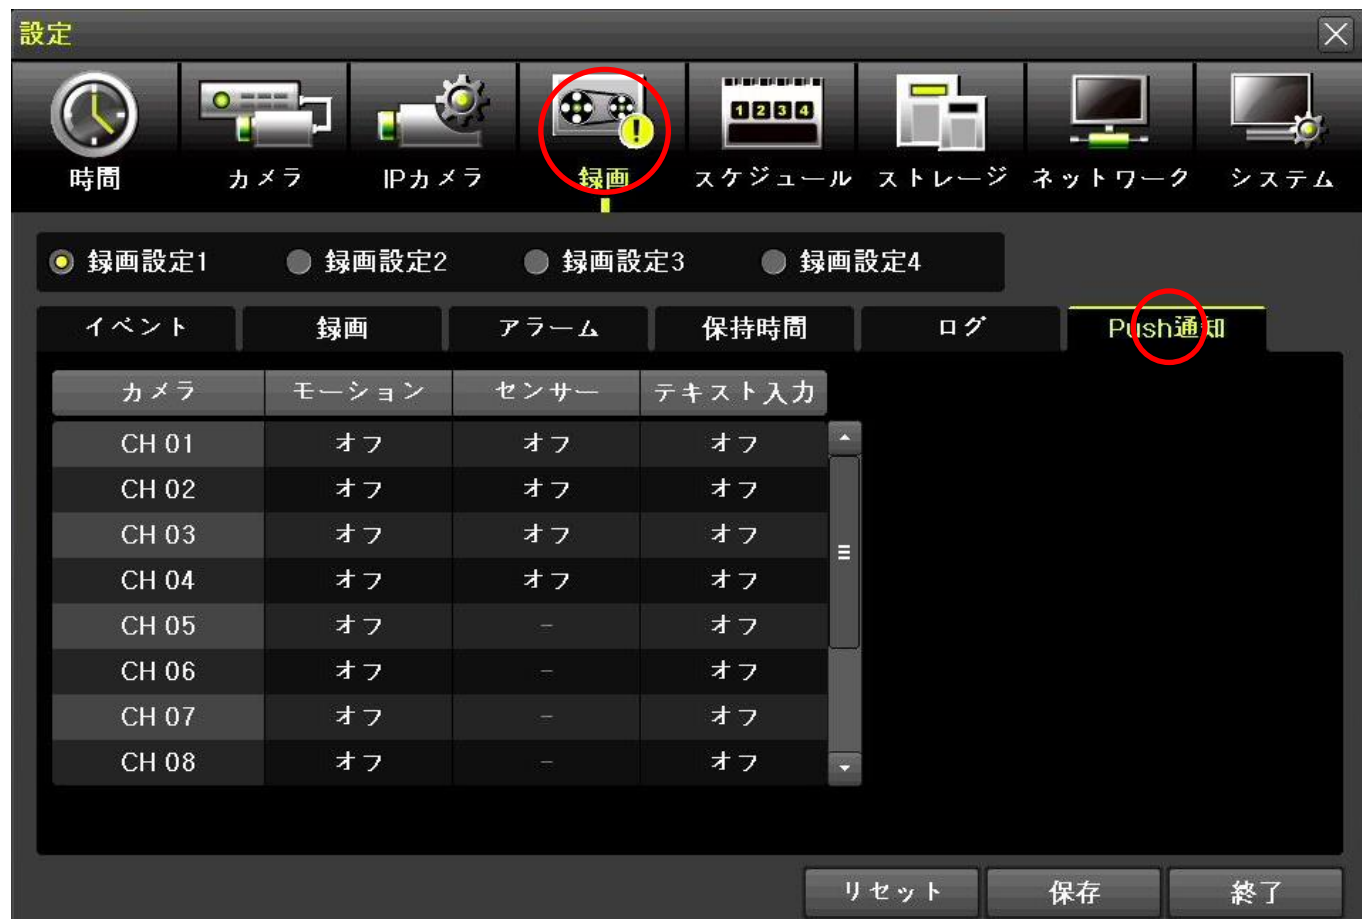 設定
1 2 3 4
時間 カメラ IPカメラ 録画 スケジュール ストレージ ネットワーク システム
録画設定1 録画設定2 録画設定3 録画設定4
イベント 録画 アラーム 保持時間 ログ Push通知
カメラ モーション センサー テキスト入力
CH 01 オフ オフ オフ
CH 02 オフ オフ オフ
CH 03 オフ オフ オフ
CH 04 オフ オフ オフ
CH 05 オフ - オフ
CH 06 オフ - オフ
CH 07 オフ - オフ
CH 08 オフ - オフ
リセット 保存 終了